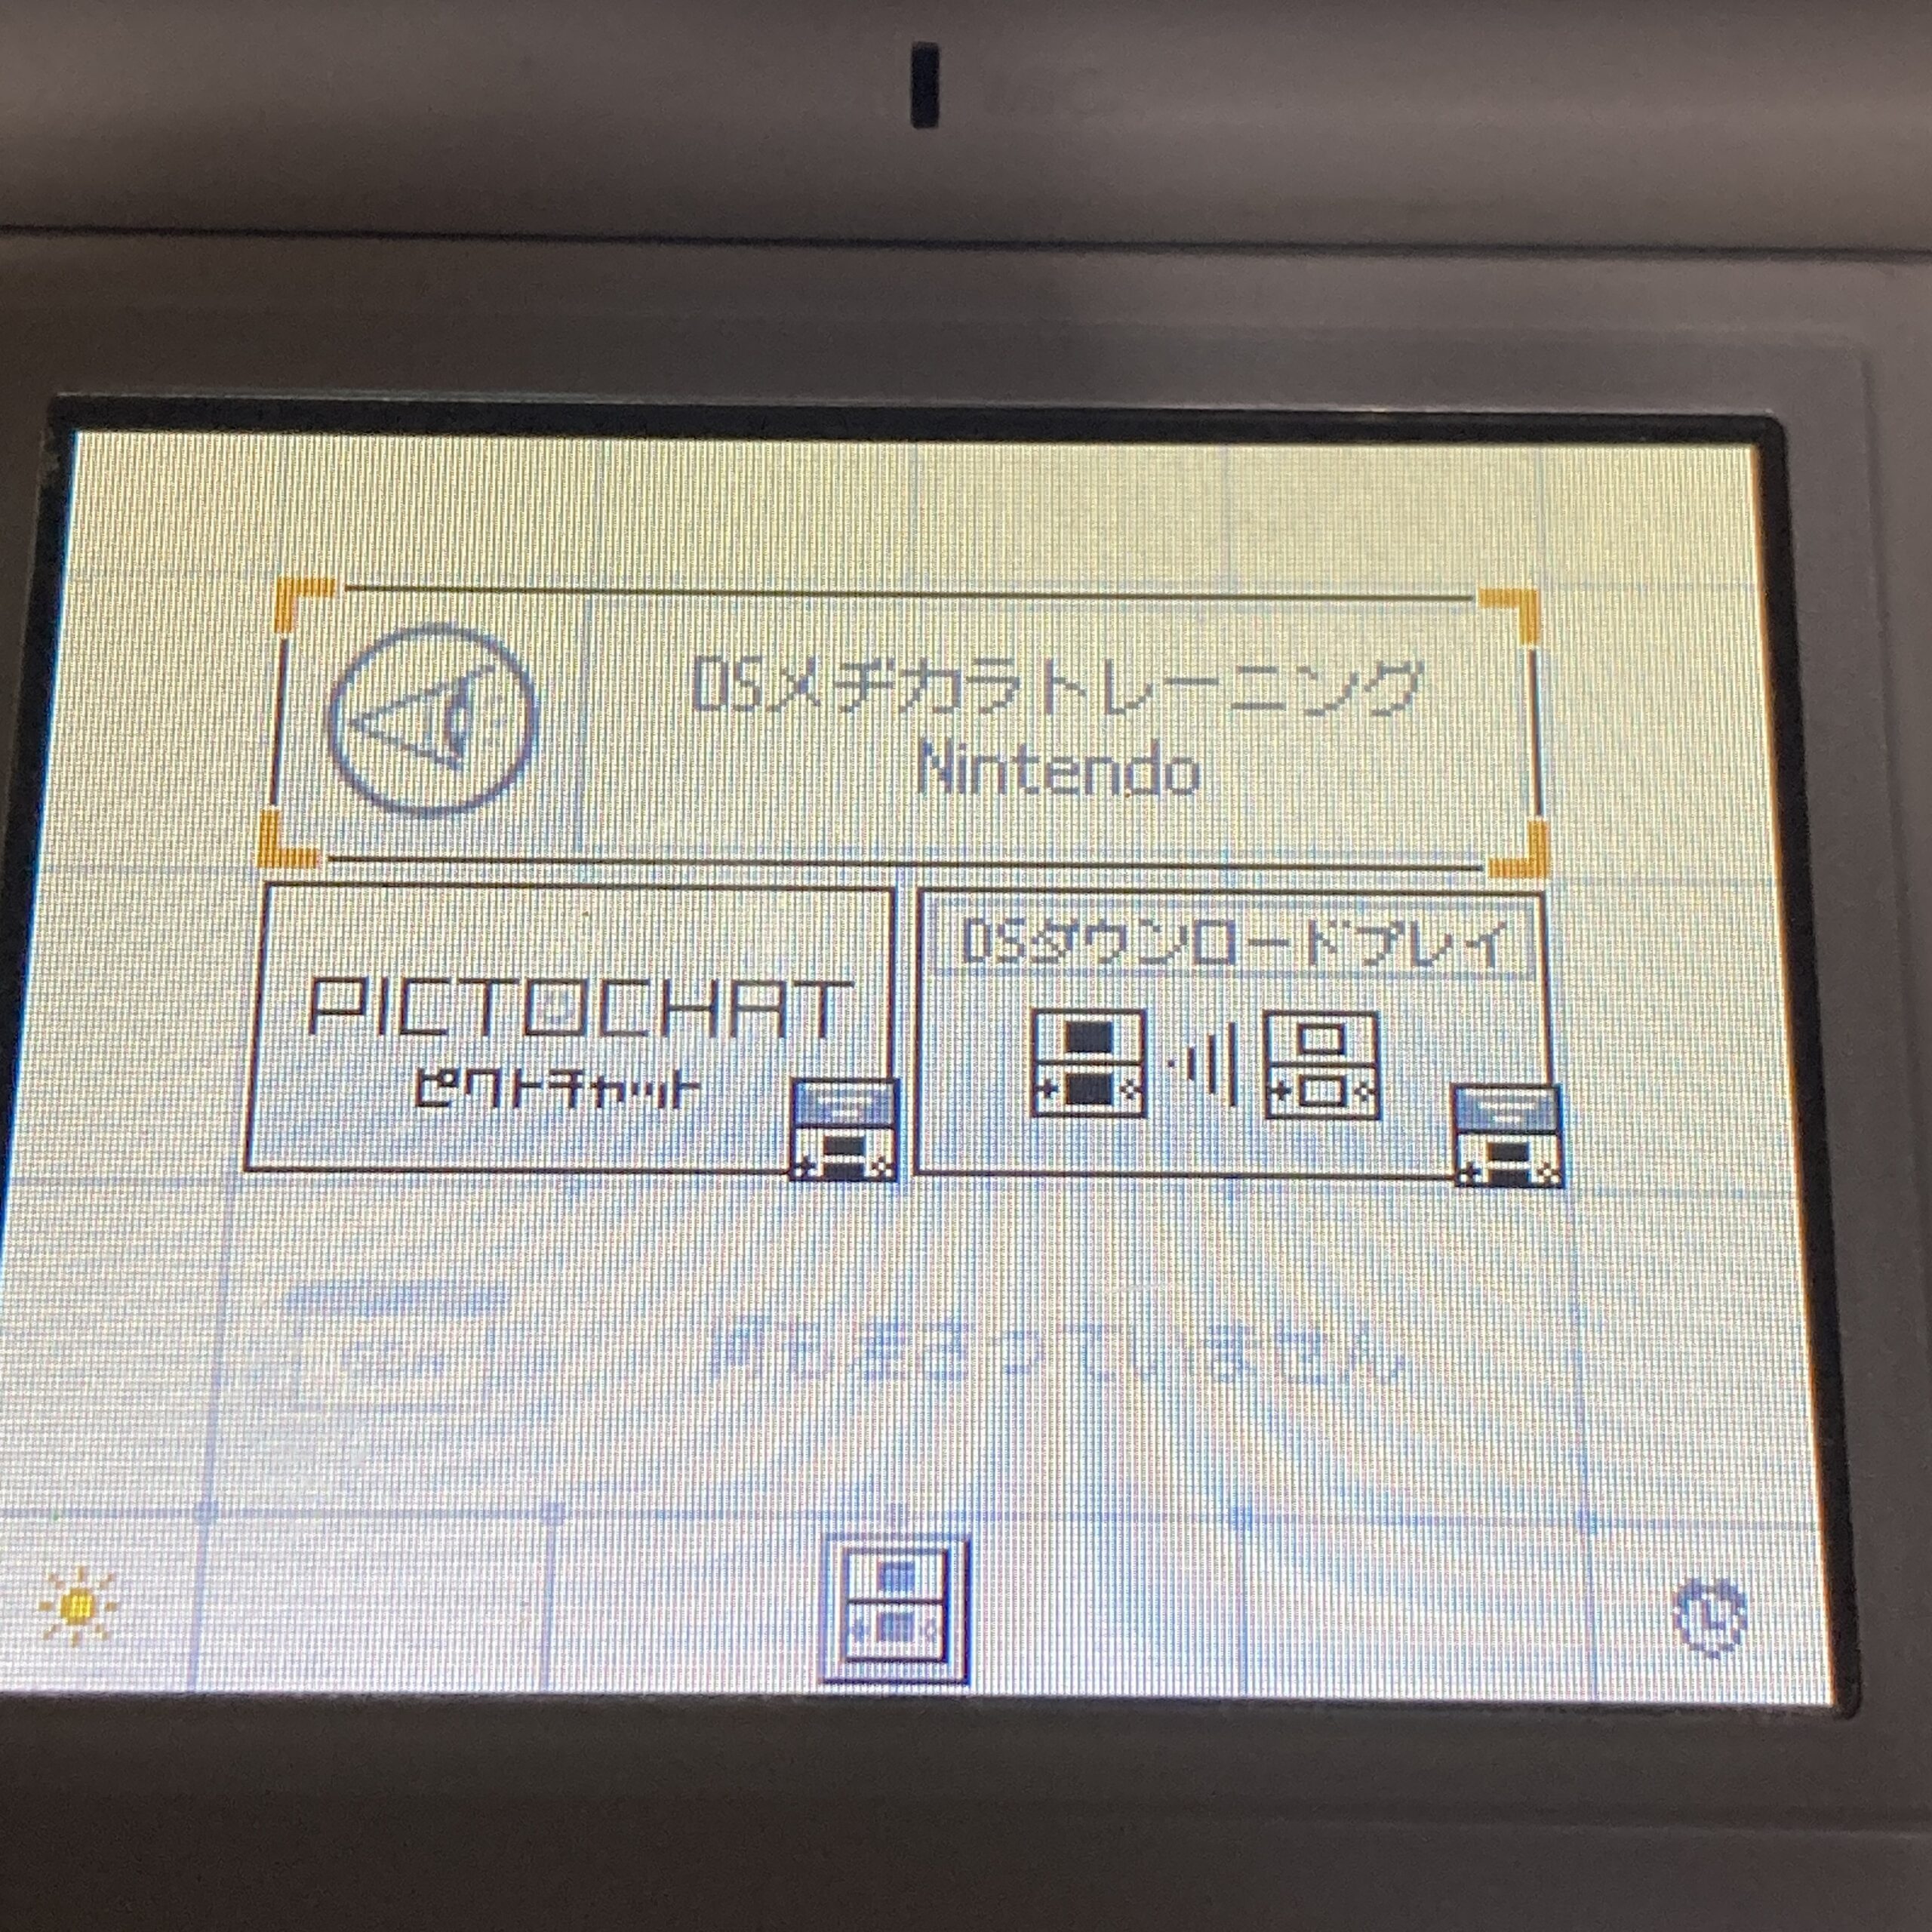 DSメヂカラトレーニング
Nintendo
PICTOCHAT
ピクトチャット
DSダウンロードプレイ
何もささっていません